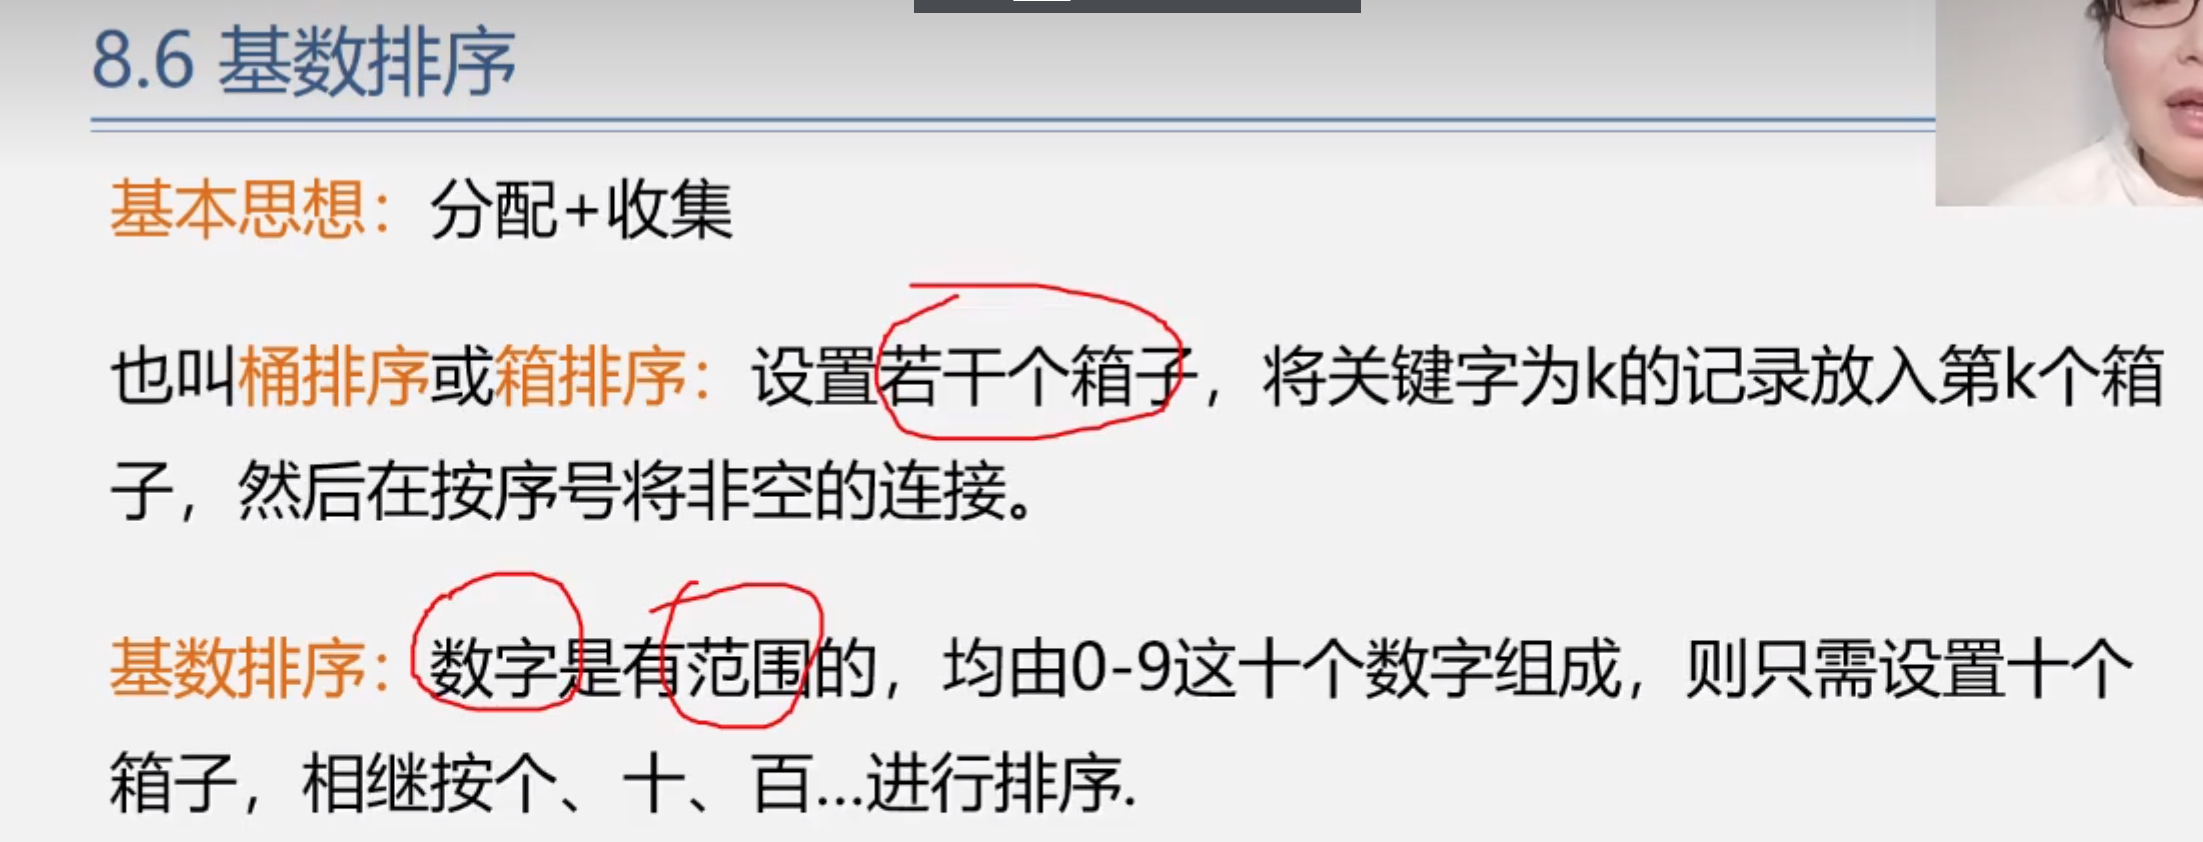 8.6 基数排序
基本思想：分配+收集
也叫桶排序或箱排序：设置若干个箱子，将关键字为k的记录放入第k个箱
子，然后在按序号将非空的连接。
基数排序：数字是有范围的，均由0-9这十个数字组成，则只需设置十个
箱子，相继按个、十、百...进行排序.